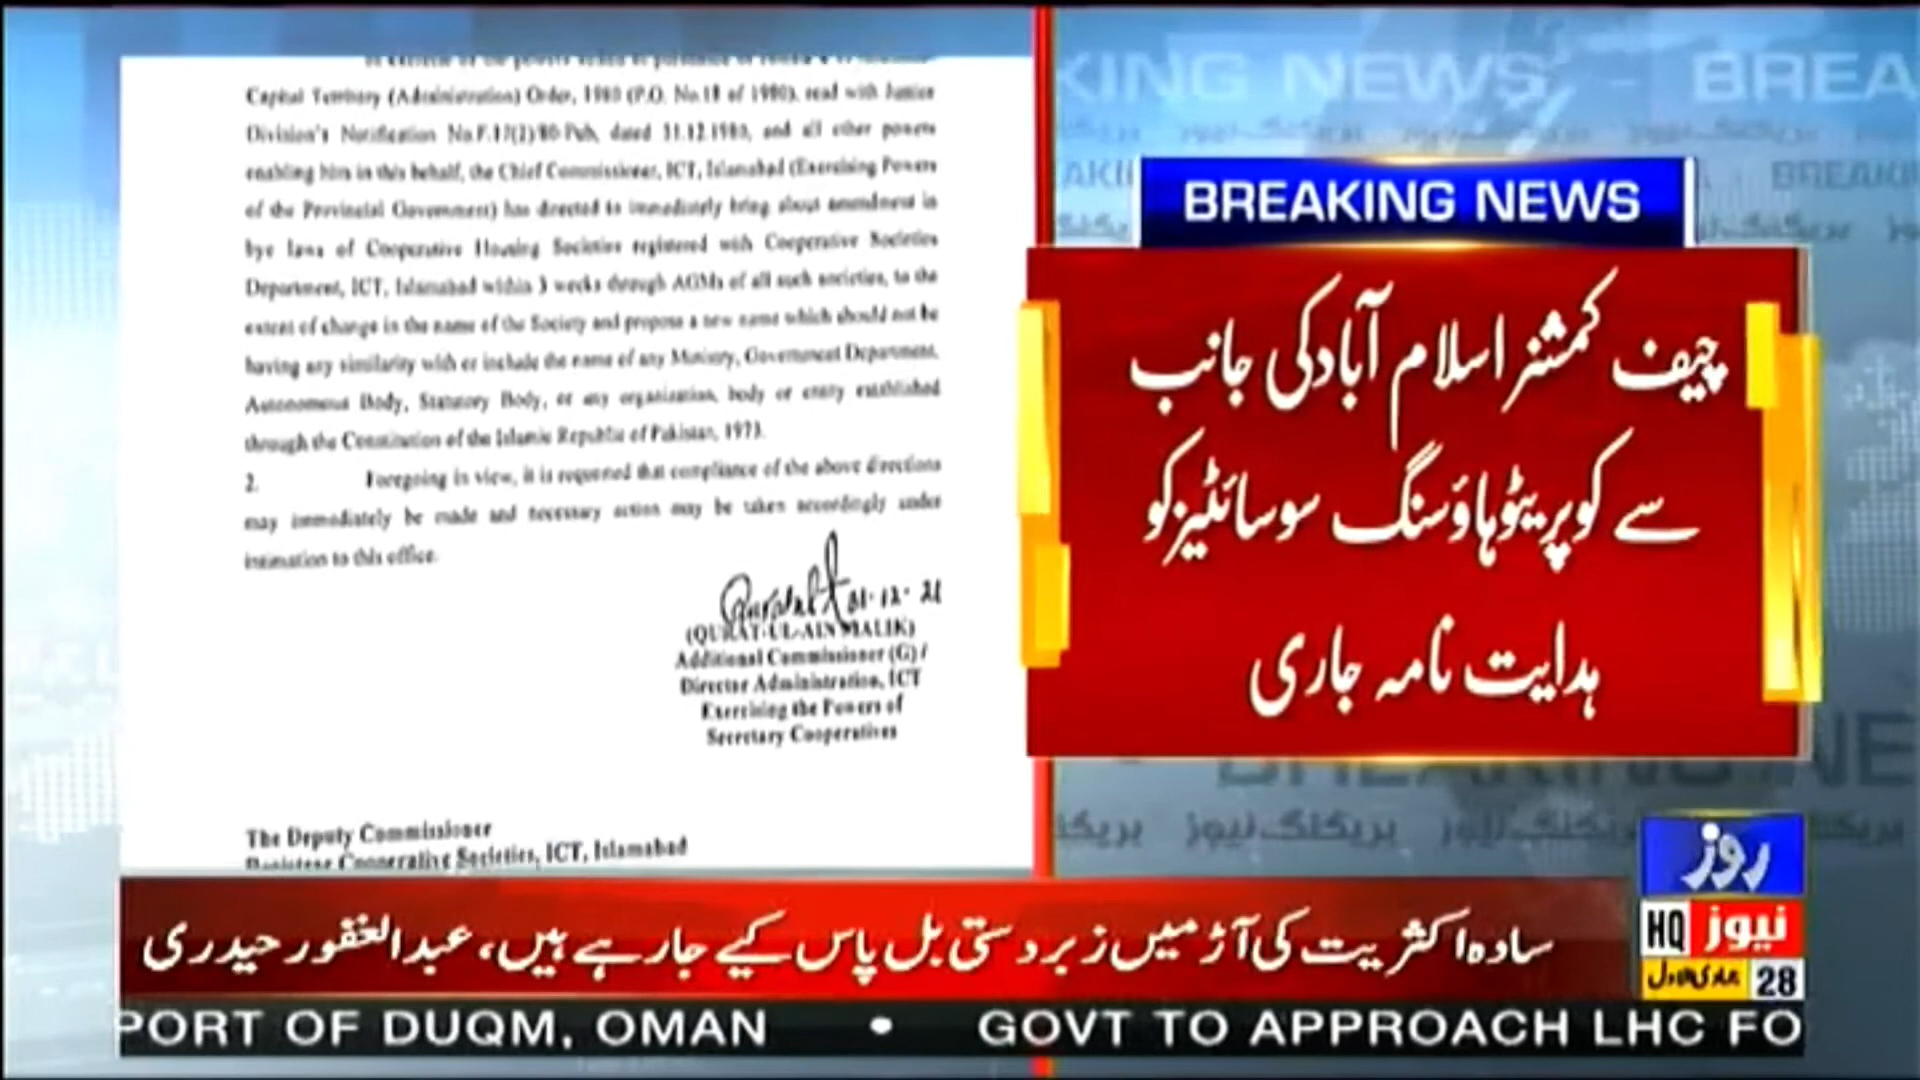 Capital Territory (Administration) Order, 1980 (P.O. No.18 of 1980), read with Justice
Division's Notification No.F.17(2)/80-Pub, dated 31.12.1980, and all other powers
enabling him in this behalf, the Chief Commissioner, ICT, Islamabad (Exercising Powers
of the Provincial Government) has directed to immediately bring about amendment in
bye laws of Cooperative Housing Societies registered with Cooperative Societies
Department, ICT, Islamabad within 3 weeks through AGMs of all such societies, to the
extent of change in the name of the Society and propose a new name which should not be
having any similarity with or include the name of any Ministry, Government Department,
Autonomous Body, Statutory Body, or any organization, body or entity established
through the Constitution of the Islamic Republic of Pakistan, 1973.
2. Foregoing in view, it is requested that compliance of the above directions
may immediately be made and necessary action may be taken accordingly under
intimation to this office.
01-12-21
(QURAT-UL-AIN MALIK)
Additional Commissioner (G) /
Director Administration, ICT
Exercising the Powers of
Secretary Cooperatives
The Deputy Commissioner
Cooperative Societies, ICT, Islamabad
KING NEWS - BREA
BREAKING NEWS
چیف کمشنر اسلام آباد کی جانب
سے کوپریٹو ہاؤسنگ سوسائٹیز کو
ہدایت نامہ جاری
روز
HQ نیوز
28
سادہ اکثریت کی آڑ میں زبردستی بل پاس کیے جارہے ہیں، عبدالغفور حیدری
PORT OF DUQM, OMAN • GOVT TO APPROACH LHC FO